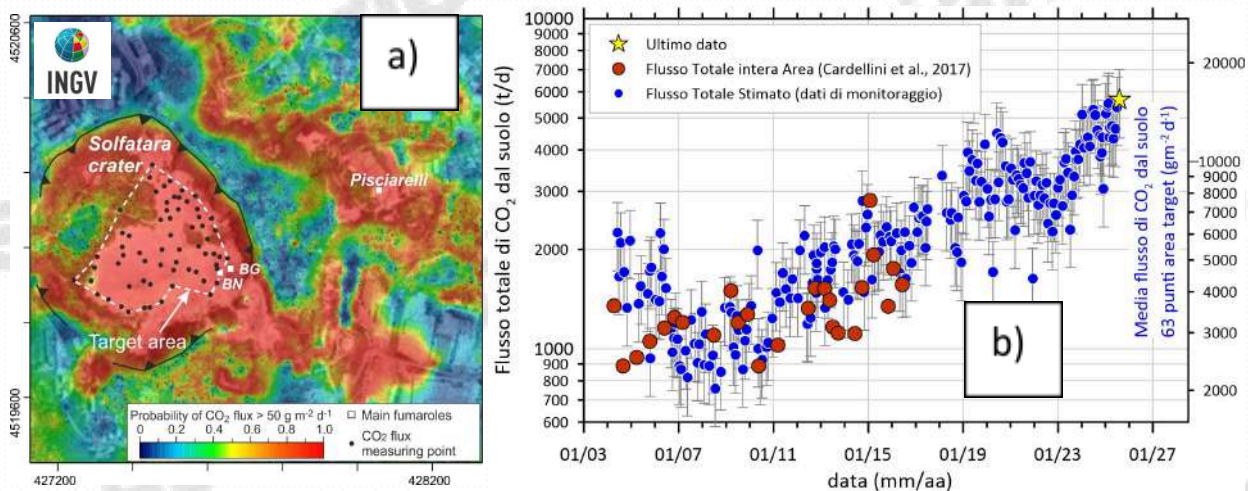 4520600
4519600
INGV
a)
Solfatara
crater
Pisciarelli
BG
BN
Target area
Probability of CO2 flux > 50 g m-2 d-1
0 0.2 0.4 0.6 0.8 1.0
Main fumaroles
CO2 flux
measuring point
427200 428200
Flusso totale di CO2 dal suolo (t/d)
10000
9000
8000
7000
6000
5000
4000
3000
2000
1000
900
800
700
600
Ultimo dato
Flusso Totale intera Area (Cardellini et al., 2017)
Flusso Totale Stimato (dati di monitoraggio)
b)
20000
10000
9000
8000
7000
6000
5000
4000
3000
2000
Media flusso di CO2 dal suolo
63 punti area target (gm-2 d-1)
01/03 01/07 01/11 01/15 01/19 01/23 01/27
data (mm/aa)